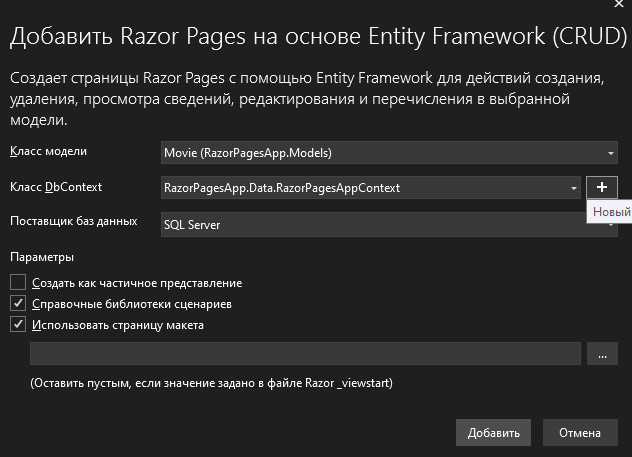 Добавить Razor Pages на основе Entity Framework (CRUD)
Создает страницы Razor Pages с помощью Entity Framework для действий создания,
удаления, просмотра сведений, редактирования и перечисления в выбранной
модели.
Класс модели
Movie (RazorPagesApp.Models)
Класс DbContext
RazorPagesApp.Data.RazorPagesAppContext
+
Новый
Поставщик баз данных
SQL Server
Параметры
Создать как частичное представление
Справочные библиотеки сценариев
Использовать страницу макета
...
(Оставить пустым, если значение задано в файле Razor _viewstart)
Добавить
Отмена